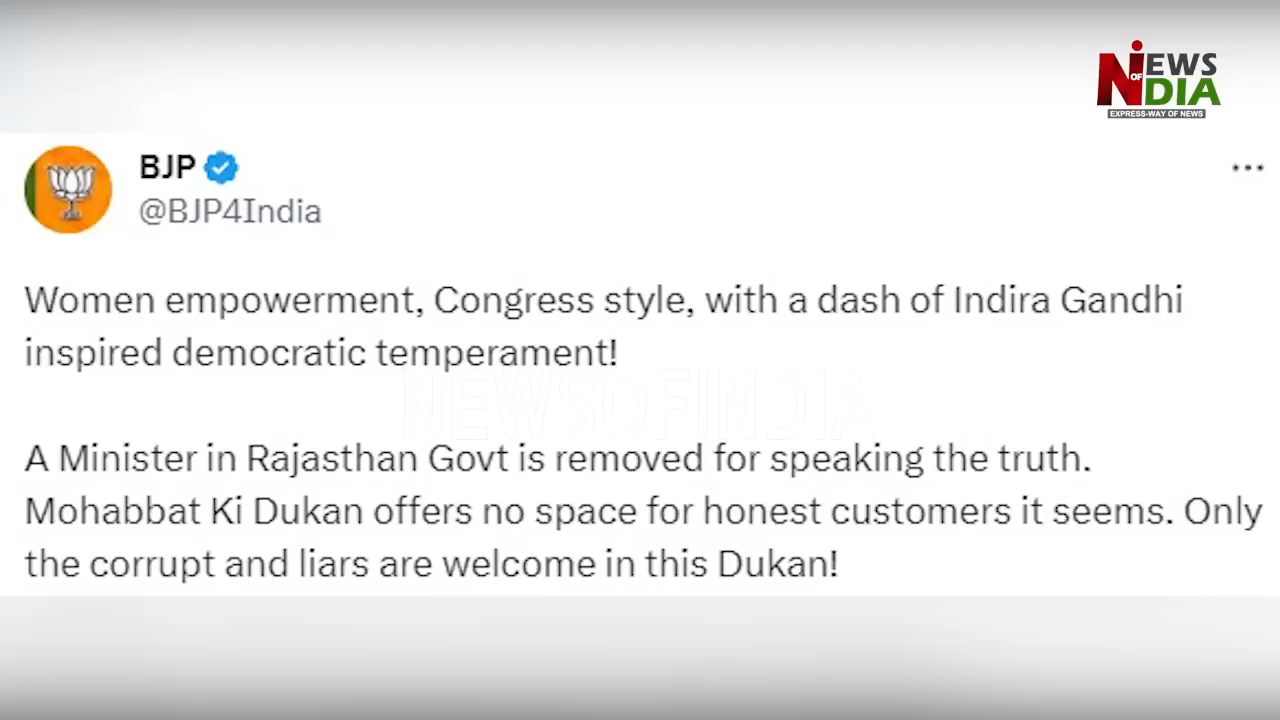 NEWS OF INDIA
EXPRESS-WAY OF NEWS
BJP
@BJP4India
Women empowerment, Congress style, with a dash of Indira Gandhi
inspired democratic temperament!
NEWSOFINDIA
A Minister in Rajasthan Govt is removed for speaking the truth.
Mohabbat Ki Dukan offers no space for honest customers it seems. Only
the corrupt and liars are welcome in this Dukan!